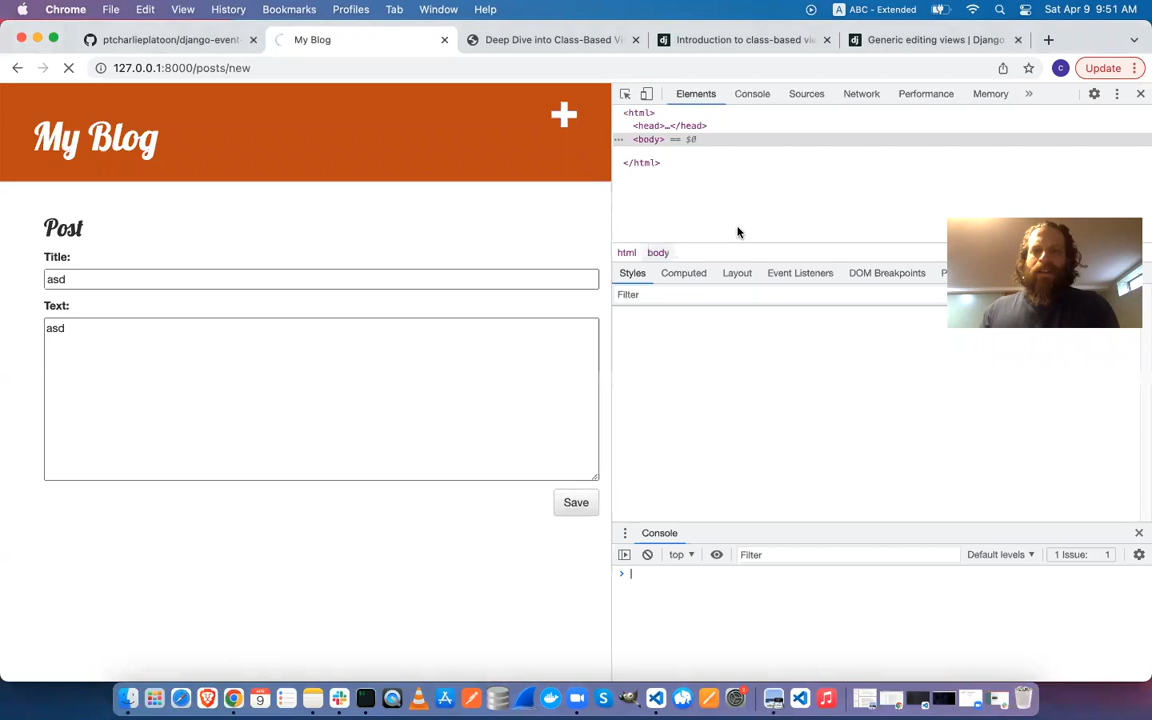 Chrome File Edit View History Bookmarks Profiles Tab Window Help
A ABC - Extended Sat Apr 9 9:51 AM
ptcharlieplatoon/django-event-
My Blog
Deep Dive into Class-Based Vi
dj Introduction to class-based vie
dj Generic editing views | Django
127.0.0.1:8000/posts/new
c Update
My Blog
Post
Title:
asd
Text:
asd
Save
Elements Console Sources Network Performance Memory »
<html>
<head>…</head>
<body> == $0
</html>
html body
Styles Computed Layout Event Listeners DOM Breakpoints P
Filter
Console
top Filter Default levels 1 Issue: 1